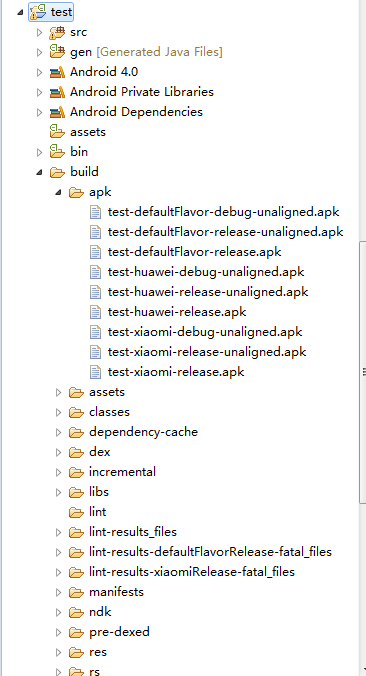 test
src
gen [Generated Java Files]
Android 4.0
Android Private Libraries
Android Dependencies
assets
bin
build
apk
test-defaultFlavor-debug-unaligned.apk
test-defaultFlavor-release-unaligned.apk
test-defaultFlavor-release.apk
test-huawei-debug-unaligned.apk
test-huawei-release-unaligned.apk
test-huawei-release.apk
test-xiaomi-debug-unaligned.apk
test-xiaomi-release-unaligned.apk
test-xiaomi-release.apk
assets
classes
dependency-cache
dex
incremental
libs
lint
lint-results_files
lint-results-defaultFlavorRelease-fatal_files
lint-results-xiaomiRelease-fatal_files
manifests
ndk
pre-dexed
res
rs